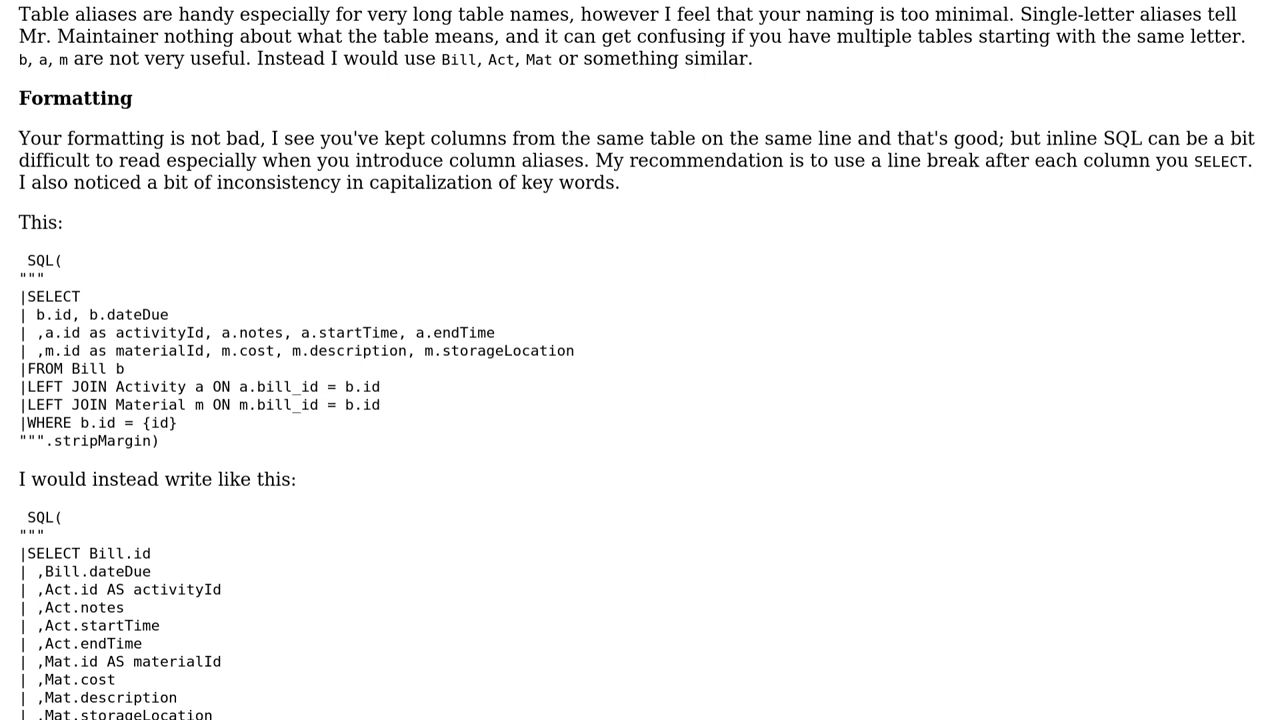 Table aliases are handy especially for very long table names, however I feel that your naming is too minimal. Single-letter aliases tell
Mr. Maintainer nothing about what the table means, and it can get confusing if you have multiple tables starting with the same letter.
b, a, m are not very useful. Instead I would use Bill, Act, Mat or something similar.
Formatting
Your formatting is not bad, I see you've kept columns from the same table on the same line and that's good; but inline SQL can be a bit
difficult to read especially when you introduce column aliases. My recommendation is to use a line break after each column you SELECT.
I also noticed a bit of inconsistency in capitalization of key words.
This:
SQL(
"""
|SELECT
| b.id, b.dateDue
| ,a.id as activityId, a.notes, a.startTime, a.endTime
| ,m.id as materialId, m.cost, m.description, m.storageLocation
|FROM Bill b
|LEFT JOIN Activity a ON a.bill_id = b.id
|LEFT JOIN Material m ON m.bill_id = b.id
|WHERE b.id = {id}
""".stripMargin)
I would instead write like this:
SQL(
"""
|SELECT Bill.id
| ,Bill.dateDue
| ,Act.id AS activityId
| ,Act.notes
| ,Act.startTime
| ,Act.endTime
| ,Mat.id AS materialId
| ,Mat.cost
| ,Mat.description
| ,Mat.storageLocation